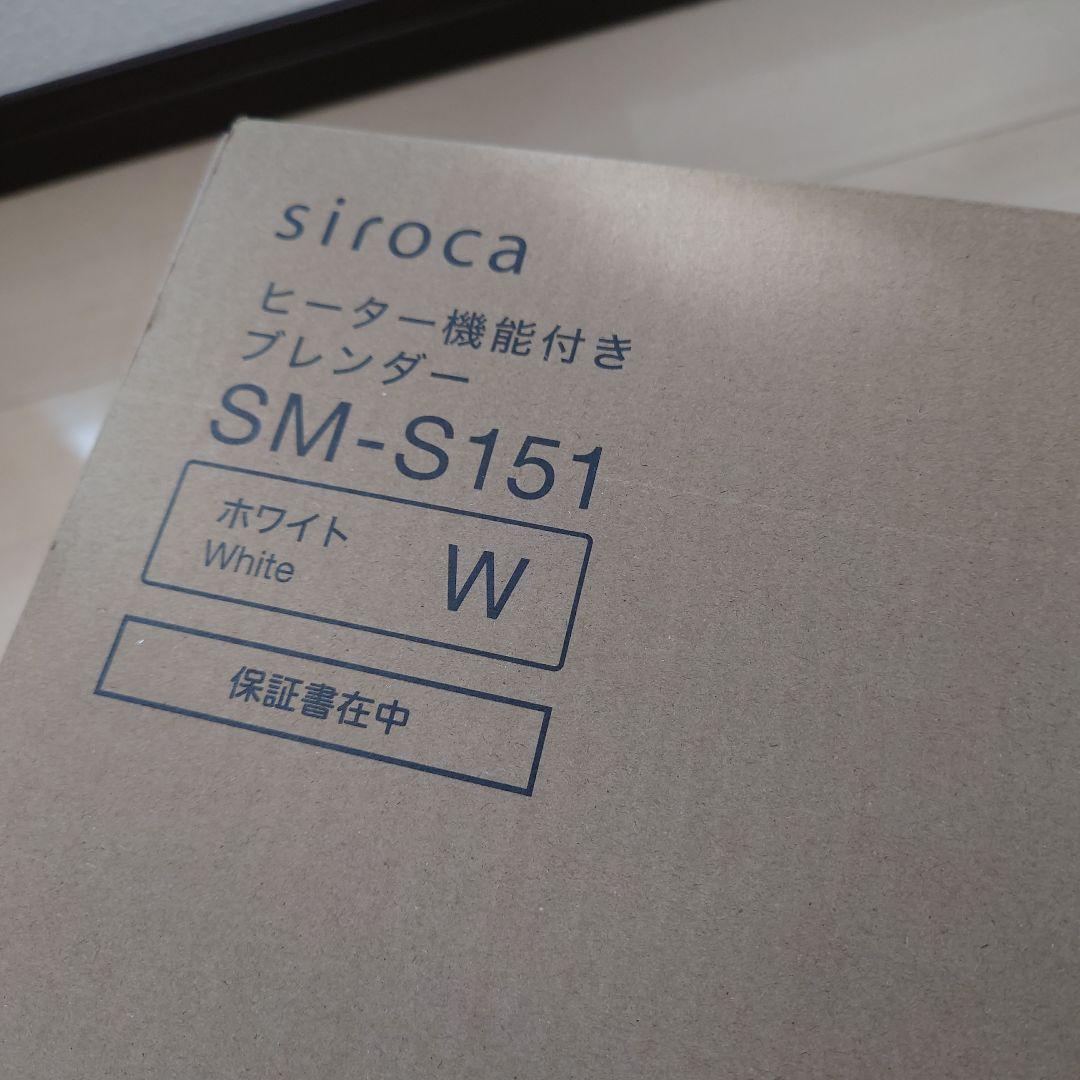 siroca
ヒーター機能付き
ブレンダー
SM-S151
ホワイト
White
W
保証書在中